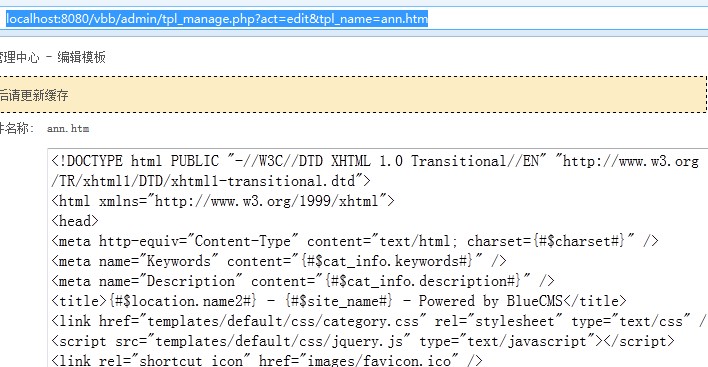 localhost:8080/vbb/admin/tpl_manage.php?act=edit&tpl_name=ann.htm
管理中心 - 编辑模板
后请更新缓存
件名称: ann.htm
<!DOCTYPE html PUBLIC "-//W3C//DTD XHTML 1.0 Transitional//EN" "http://www.w3.org
/TR/xhtml1/DTD/xhtml1-transitional.dtd">
<html xmlns="http://www.w3.org/1999/xhtml">
<head>
<meta http-equiv="Content-Type" content="text/html; charset={#$charset#}" />
<meta name="Keywords" content="{#$cat_info.keywords#}" />
<meta name="Description" content="{#$cat_info.description#}" />
<title>{#$location.name2#} - {#$site_name#} - Powered by BlueCMS</title>
<link href="templates/default/css/category.css" rel="stylesheet" type="text/css" /
<script src="templates/default/css/jquery.js" type="text/javascript"></script>
<link rel="shortcut icon" href="images/favicon.ico" />